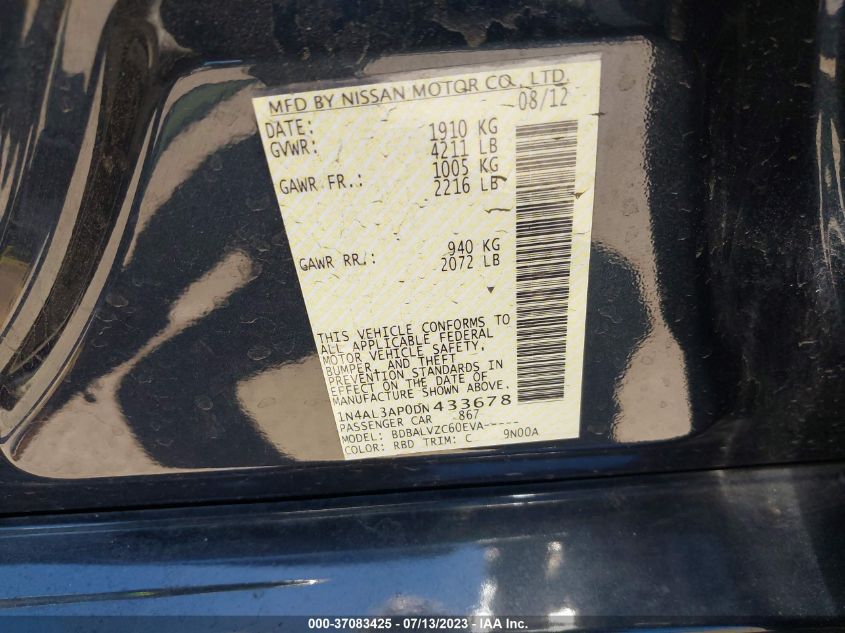 MFD BY NISSAN MOTOR CO., LTD.
DATE: 08/12
GVWR: 1910 KG
4211 LB
GAWR FR.: 1005 KG
2216 LB
GAWR RR.: 940 KG
2072 LB
THIS VEHICLE CONFORMS TO
ALL APPLICABLE FEDERAL
MOTOR VEHICLE SAFETY,
BUMPER, AND THEFT
PREVENTION STANDARDS IN
EFFECT ON THE DATE OF
MANUFACTURE SHOWN ABOVE.
1N4AL3AP0DN433678
PASSENGER CAR 867
MODEL: BDBALVZC60EVA-----
COLOR: RBD TRIM: C 9N00A
000-37083425 - 07/13/2023 - IAA Inc.